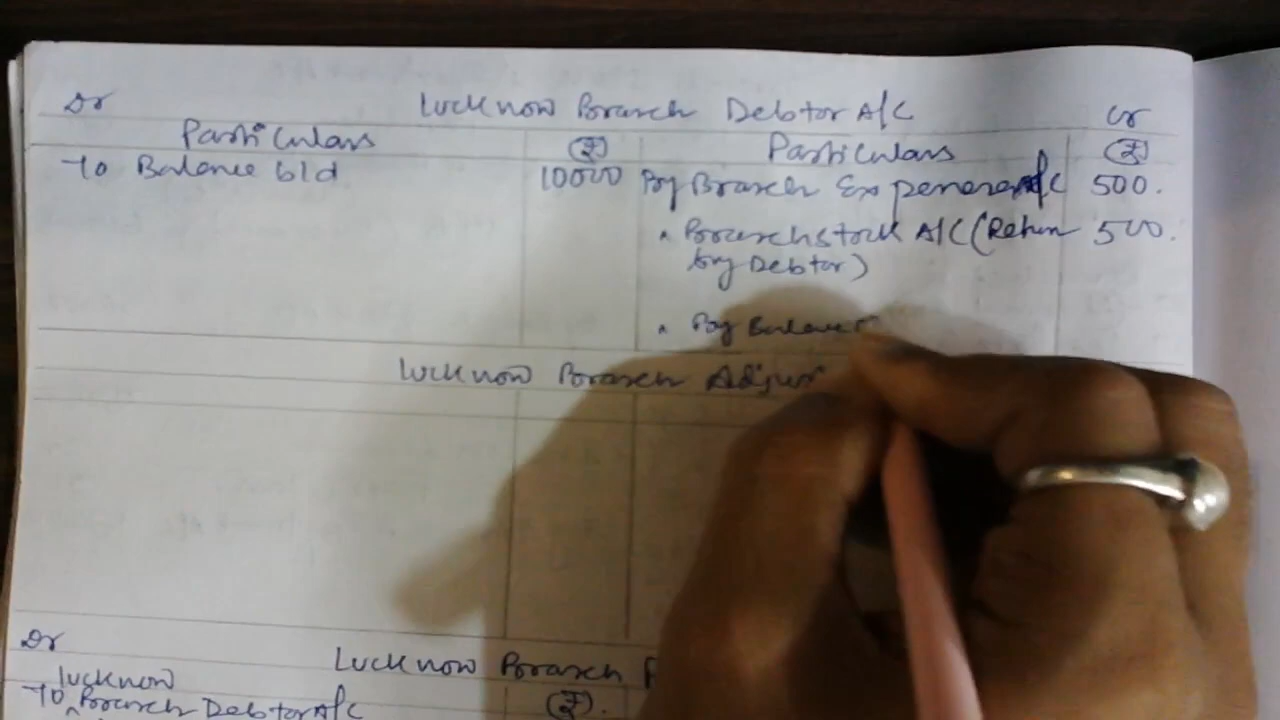 Dr Lucknow Branch Debtor A/c Cr
Particulars (₹) Particulars (₹)
To Balance b/d 10000 By Branch Expenses A/c 500.
" Branch stock A/C (Return 500.
by Debtor)
" By Balance
Lucknow Branch Adjus
Dr
Lucknow Branch
lucknow
To Branch Debtor A/c (₹).